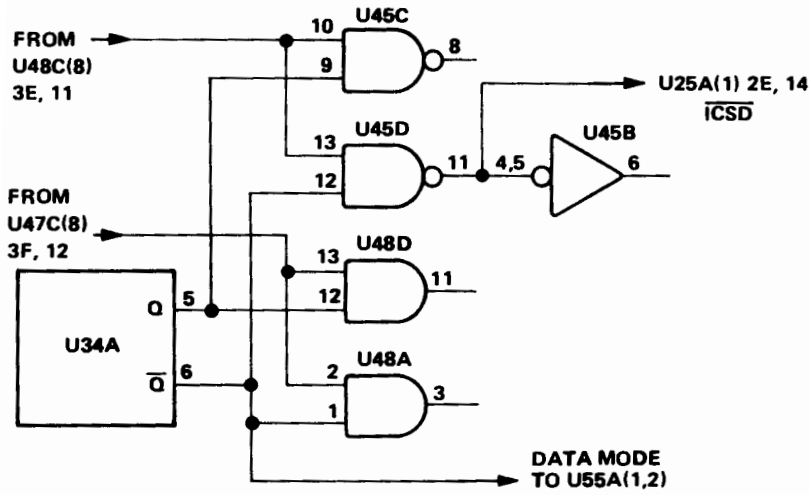 U45C
FROM
U48C(8)
3E, 11
10
9
8
U25A(1) 2E, 14
ICSD
U45D
13
12
11
4,5
U45B
6
FROM
U47C(8)
3F, 12
U48D
13
12
11
U34A
Q
5
Q
6
U48A
2
1
3
DATA MODE
TO U55A(1,2)